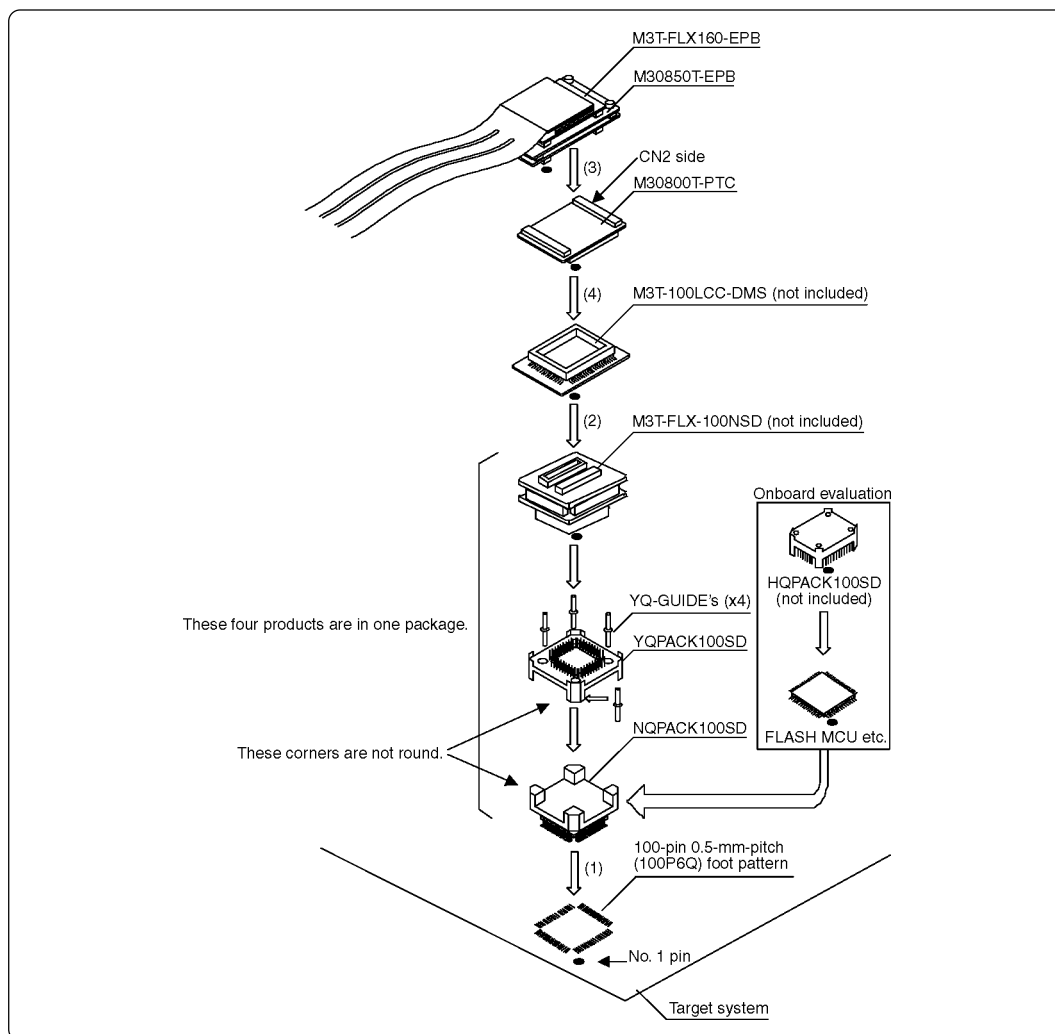 M3T-FLX160-EPB
M30850T-EPB
(3)
CN2 side
M30800T-PTC
(4)
M3T-100LCC-DMS (not included)
(2)
M3T-FLX-100NSD (not included)
Onboard evaluation
HQPACK100SD
(not included)
YQ-GUIDE's (x4)
These four products are in one package.
YQPACK100SD
NQPACK100SD
FLASH MCU etc.
These corners are not round.
100-pin 0.5-mm-pitch
(100P6Q) foot pattern
(1)
No. 1 pin
Target system